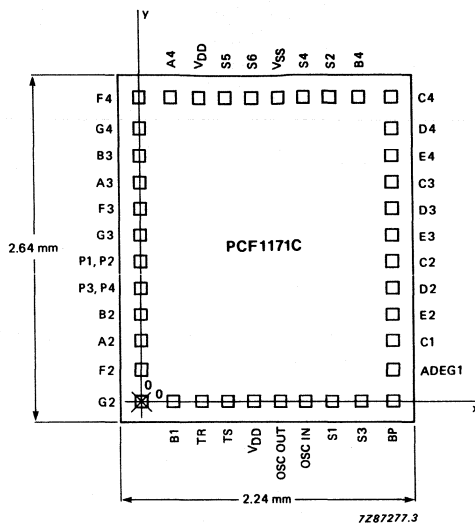 y
A4 VDD S5 S6 VSS S4 S2 B4
F4 C4
G4 D4
B3 E4
A3 C3
F3 D3
G3 E3
PCF1171C
2.64 mm
P1, P2 C2
P3, P4 D2
B2 E2
A2 C1
F2 ADEG1
0
G2 0 x
B1 TR TS VDD OSC OUT OSC IN S1 S3 BP
2.24 mm
7Z87277.3